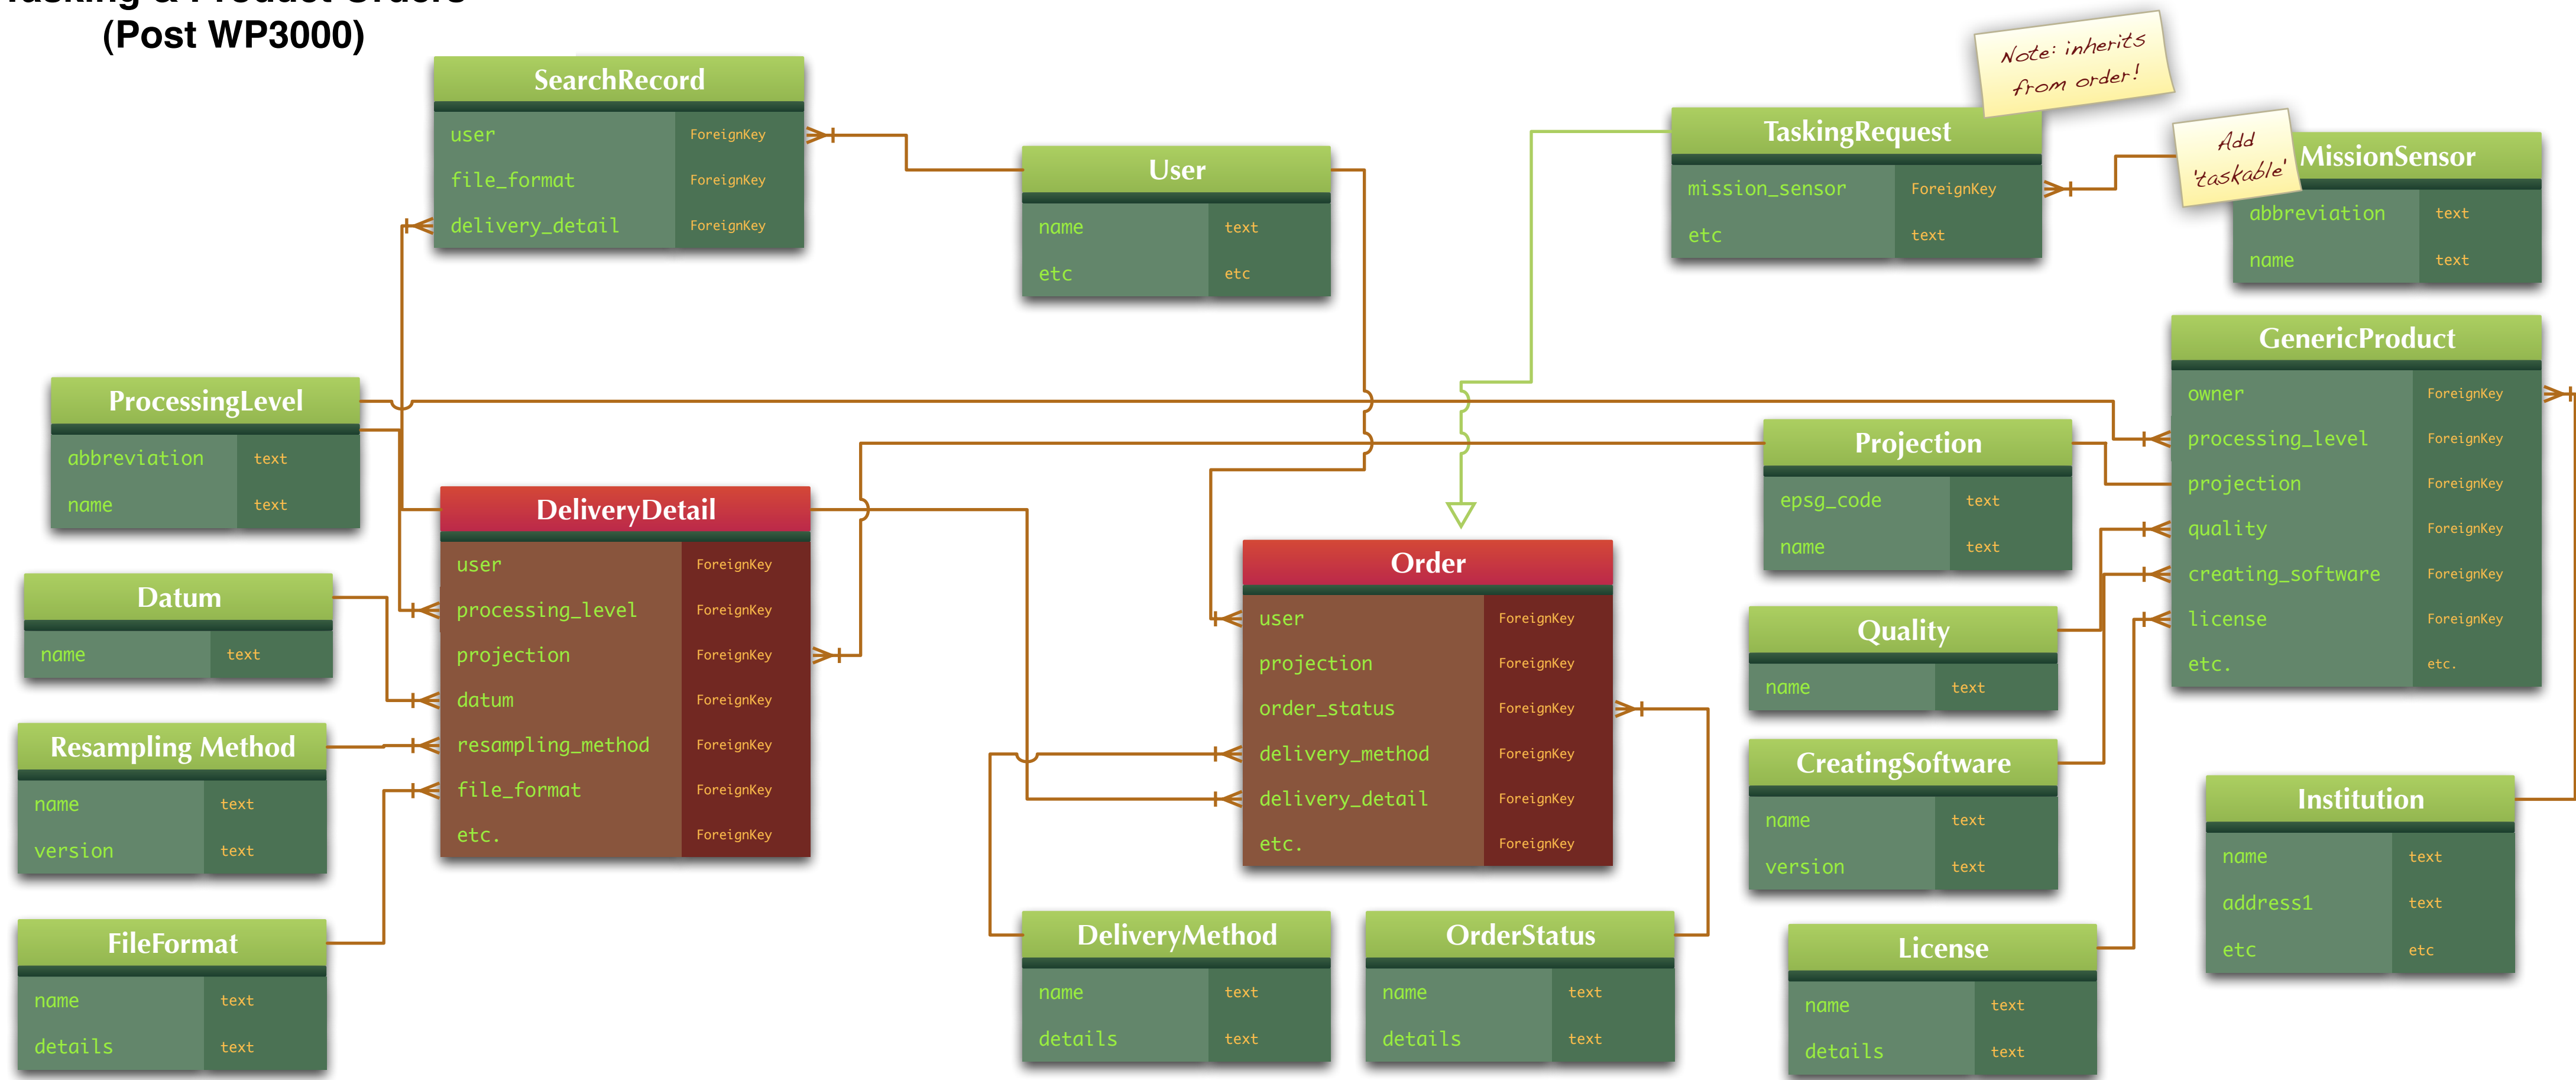 (Post WP3000)
SearchRecord
user ForeignKey
file_format ForeignKey
delivery_detail ForeignKey
User
name text
etc etc
Note: inherits
from order!
TaskingRequest
mission_sensor ForeignKey
etc text
Add
'taskable'
MissionSensor
abbreviation text
name text
GenericProduct
owner ForeignKey
processing_level ForeignKey
projection ForeignKey
quality ForeignKey
creating_software ForeignKey
license ForeignKey
etc. etc.
ProcessingLevel
abbreviation text
name text
DeliveryDetail
user ForeignKey
processing_level ForeignKey
projection ForeignKey
datum ForeignKey
resampling_method ForeignKey
file_format ForeignKey
etc. ForeignKey
Projection
epsg_code text
name text
Order
user ForeignKey
projection ForeignKey
order_status ForeignKey
delivery_method ForeignKey
delivery_detail ForeignKey
etc. ForeignKey
Datum
name text
Quality
name text
Resampling Method
name text
version text
CreatingSoftware
name text
version text
Institution
name text
address1 text
etc etc
FileFormat
name text
details text
DeliveryMethod
name text
details text
OrderStatus
name text
details text
License
name text
details text